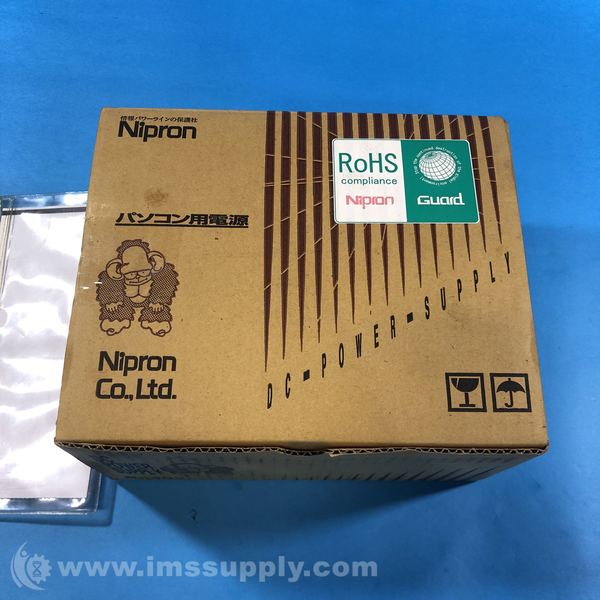 情報パワーラインの保護社
Nipron
パソコン用電源
Nipron
Co.,Ltd.
RoHS
compliance
Nipron
Guard
DC=POWER=SUPPLY
www.imssupply.com